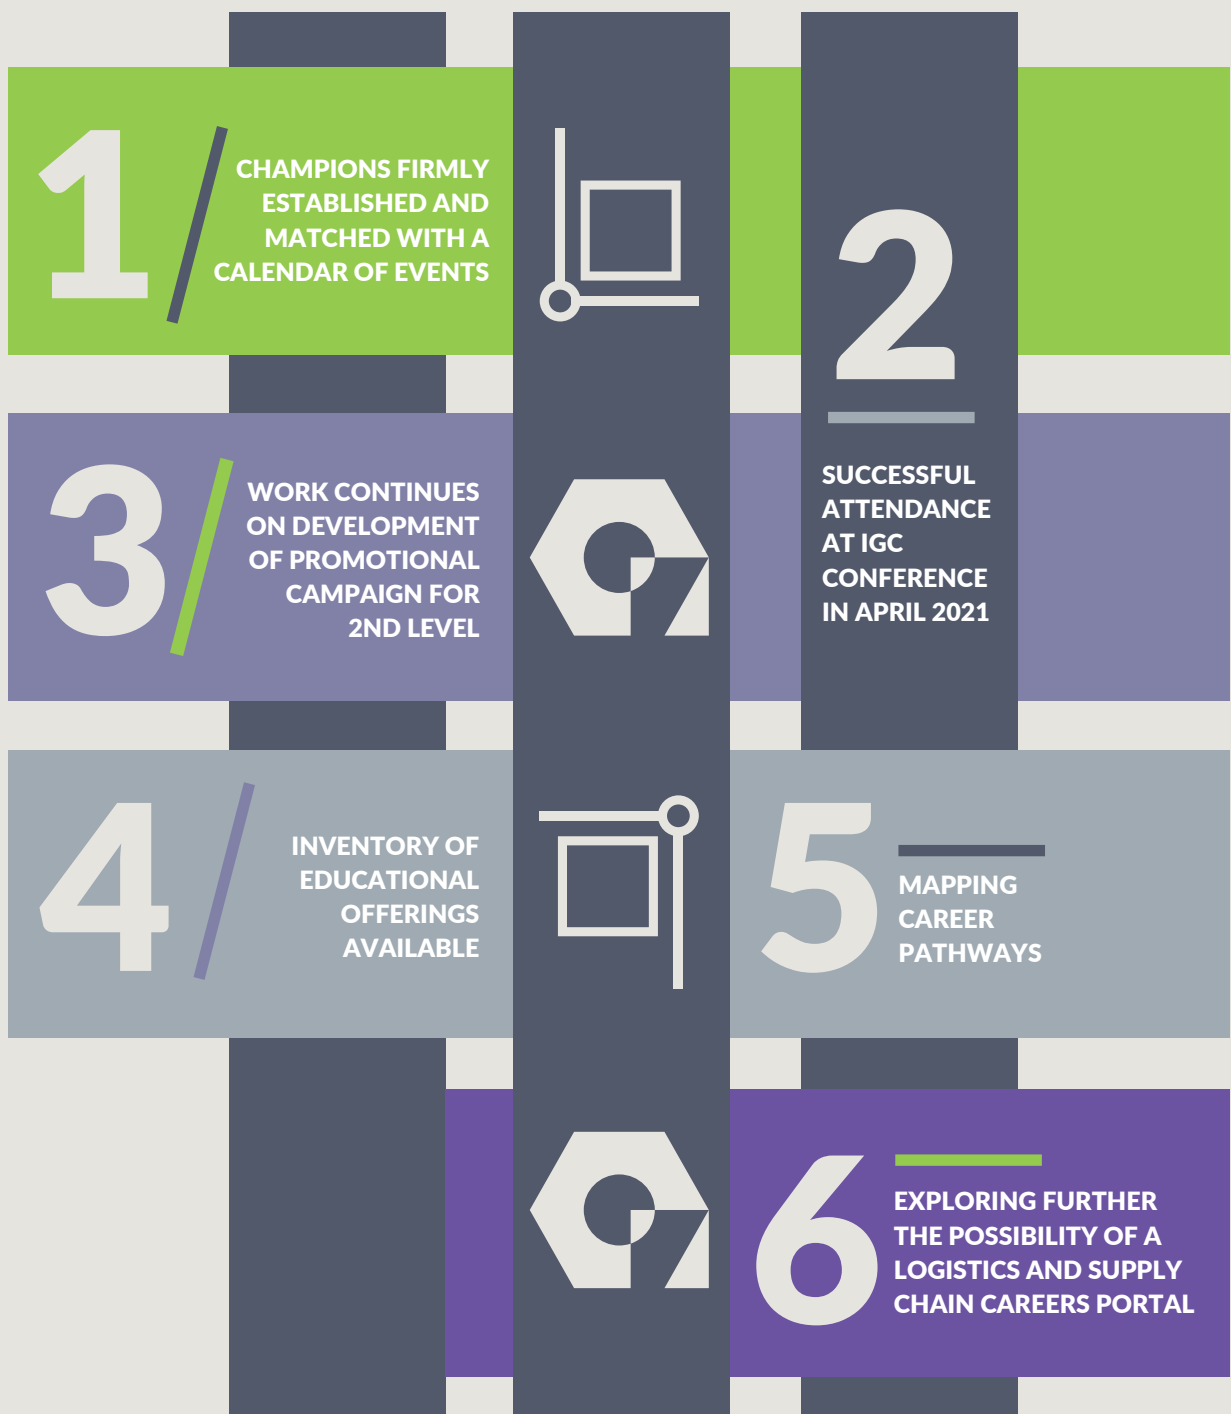 1
CHAMPIONS FIRMLY
ESTABLISHED AND
MATCHED WITH A
CALENDAR OF EVENTS
2
SUCCESSFUL
ATTENDANCE
AT IGC
CONFERENCE
IN APRIL 2021
3
WORK CONTINUES
ON DEVELOPMENT
OF PROMOTIONAL
CAMPAIGN FOR
2ND LEVEL
4
INVENTORY OF
EDUCATIONAL
OFFERINGS
AVAILABLE
5
MAPPING
CAREER
PATHWAYS
6
EXPLORING FURTHER
THE POSSIBILITY OF A
LOGISTICS AND SUPPLY
CHAIN CAREERS PORTAL